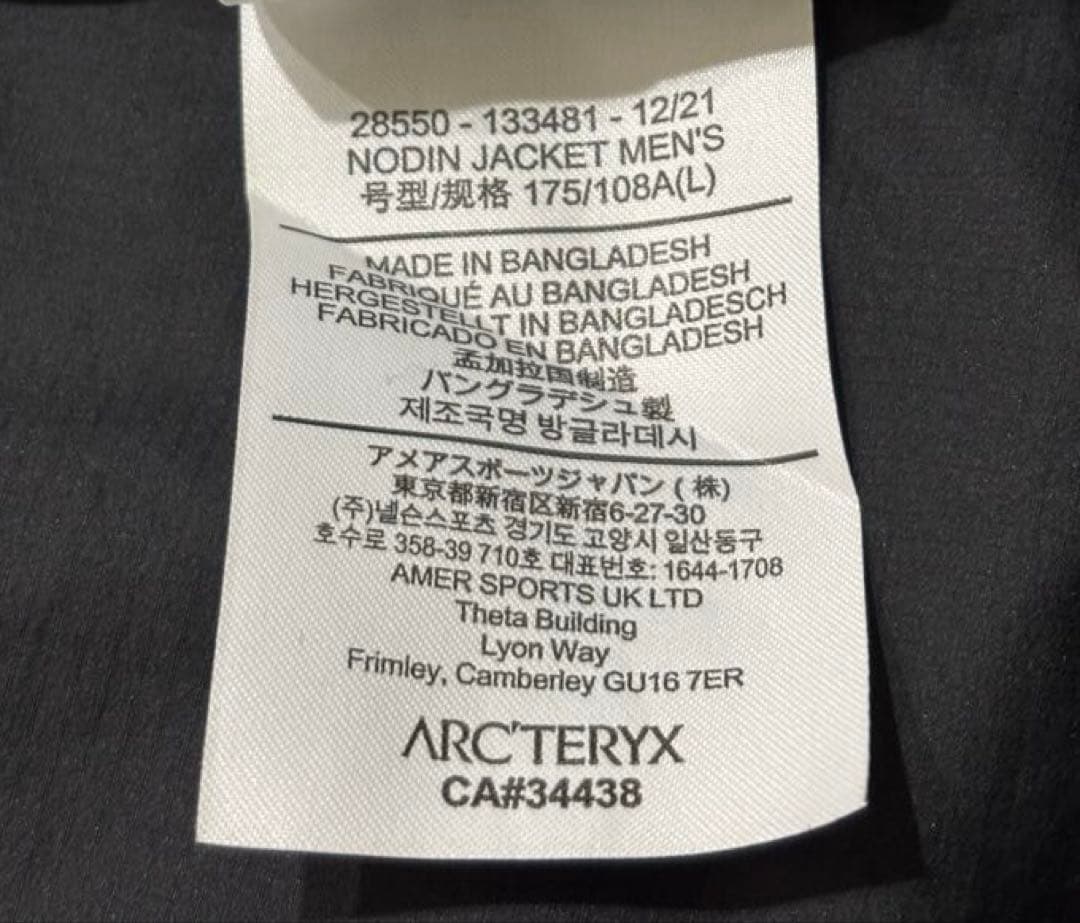 28550 - 133481 - 12/21
NODIN JACKET MEN'S
号型/规格 175/108A(L)
MADE IN BANGLADESH
FABRIQUÉ AU BANGLADESH
HERGESTELLT IN BANGLADESCH
FABRICADO EN BANGLADESH
孟加拉国制造
バングラデシュ製
제조국명 방글라데시
アメアスポーツジャパン (株)
東京都新宿区新宿6-27-30
(주)넬슨스포츠 경기도 고양시 일산동구
호수로 358-39 710호 대표번호: 1644-1708
AMER SPORTS UK LTD
Theta Building
Lyon Way
Frimley, Camberley GU16 7ER
ARC'TERYX
CA#34438